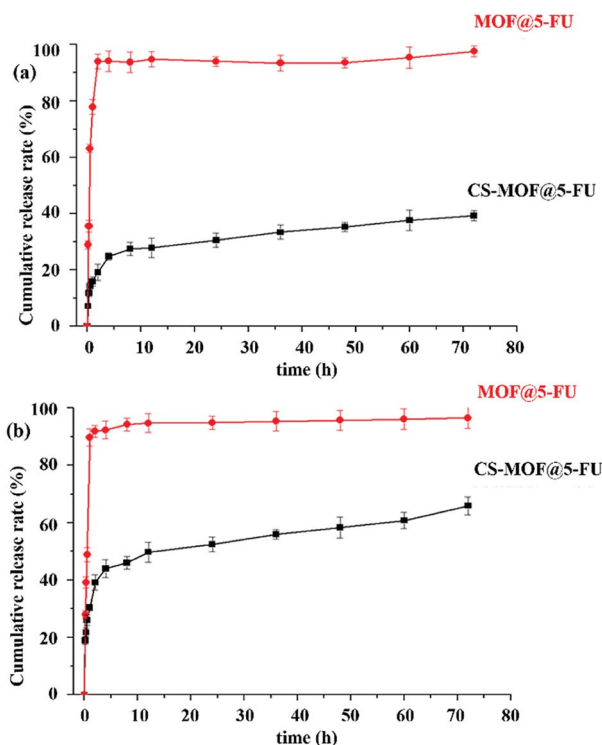 MOF@5-FU
(a)
100
80
60
40
20
0
CS-MOF@5-FU
Cumulative release rate (%)
0 10 20 30 40 50 60 70 80
time (h)
MOF@5-FU
(b)
100
80
60
40
20
0
CS-MOF@5-FU
Cumulative release rate (%)
0 10 20 30 40 50 60 70 80
time (h)